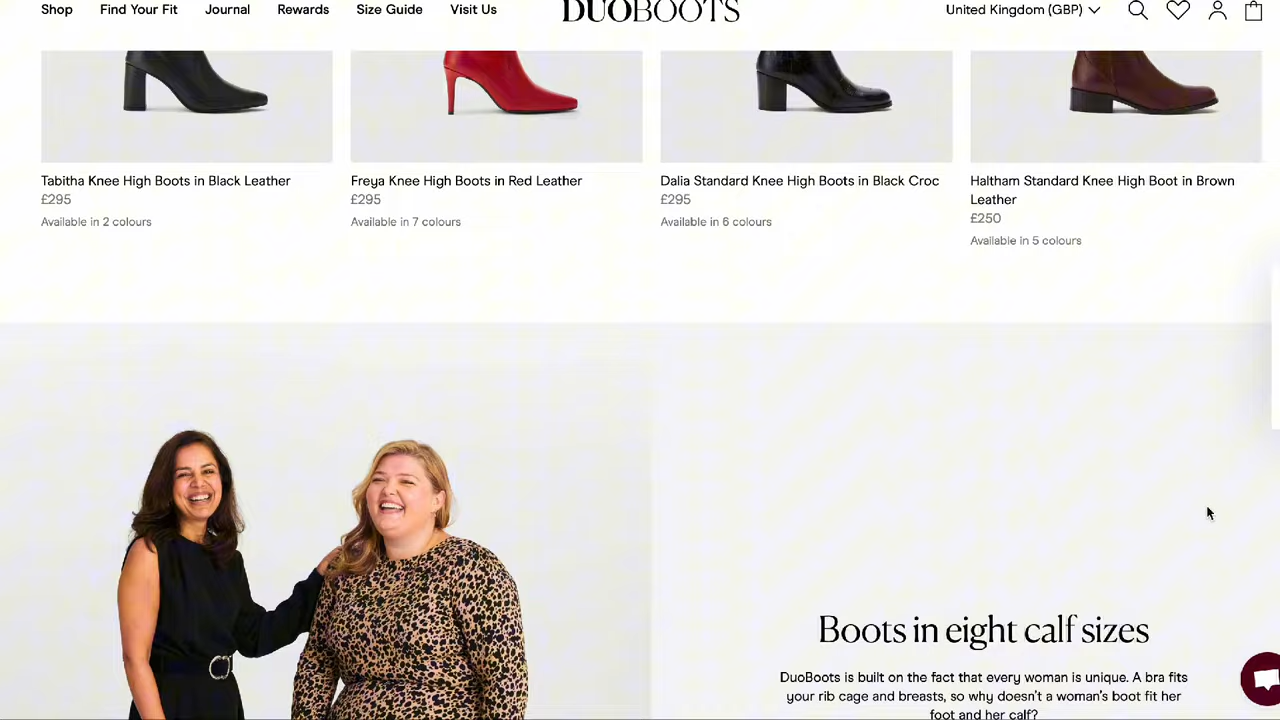 Shop Find Your Fit Journal Rewards Size Guide Visit Us DUOBOOTS United Kingdom (GBP)
Tabitha Knee High Boots in Black Leather
£295
Available in 2 colours
Freya Knee High Boots in Red Leather
£295
Available in 7 colours
Dalia Standard Knee High Boots in Black Croc
£295
Available in 6 colours
Haltham Standard Knee High Boot in Brown
Leather
£250
Available in 5 colours
Boots in eight calf sizes
DuoBoots is built on the fact that every woman is unique. A bra fits
your rib cage and breasts, so why doesn't a woman's boot fit her
foot and her calf?